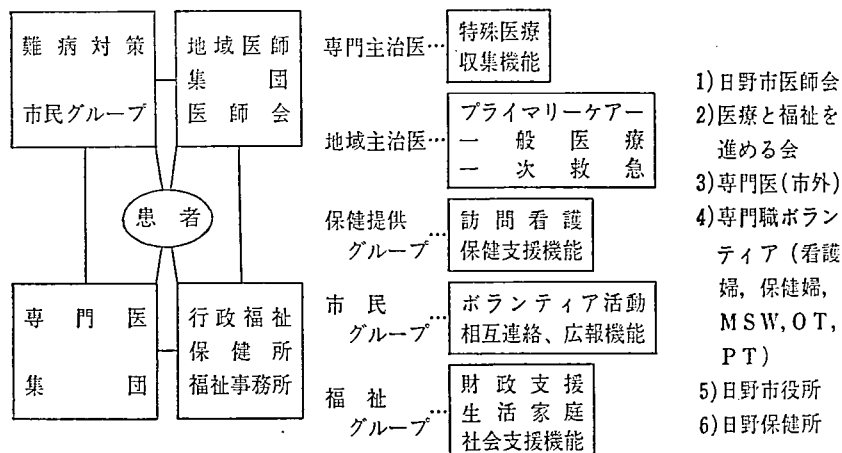 難病対策
市民グループ
地域医師
集団
医師会
患者
専門医
集団
行政福祉
保健所
福祉事務所
専門主治医…
特殊医療
収集機能
地域主治医…
プライマリーケアー
一般医療
一次救急
保健提供
グループ…
訪問看護
保健支援機能
市民
グループ…
ボランティア活動
相互連絡、広報機能
福祉
グループ…
財政支援
生活家庭
社会支援機能
1)日野市医師会
2)医療と福祉を
進める会
3)専門医(市外)
4)専門職ボラン
ティア(看護
婦,保健婦,
MSW,OT,
PT)
5)日野市役所
6)日野保健所